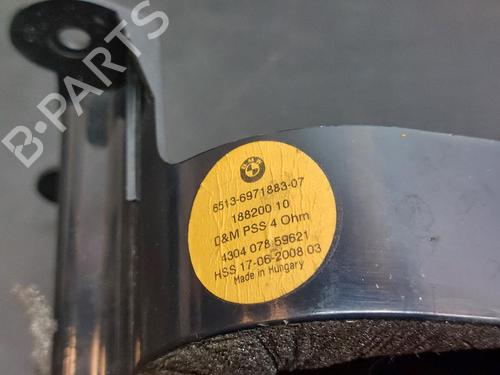 B-PARTS
BMW
6513-6971883-07
188200 10
D&M PSS 4 Ohm
4304 078 59621
HSS 17-06-2008 03
Made in Hungary